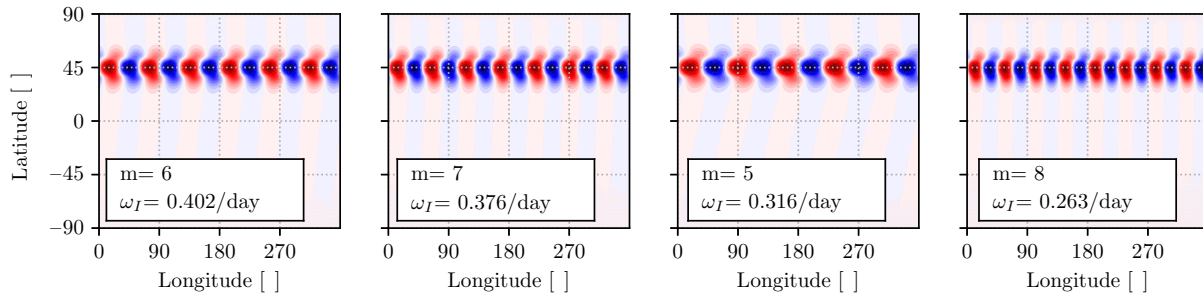 90
45
0
−45
−90
Latitude [ ]
m= 6
ω_I= 0.402/day
0 90 180 270
Longitude [ ]
m= 7
ω_I= 0.376/day
0 90 180 270
Longitude [ ]
m= 5
ω_I= 0.316/day
0 90 180 270
Longitude [ ]
m= 8
ω_I= 0.263/day
0 90 180 270
Longitude [ ]